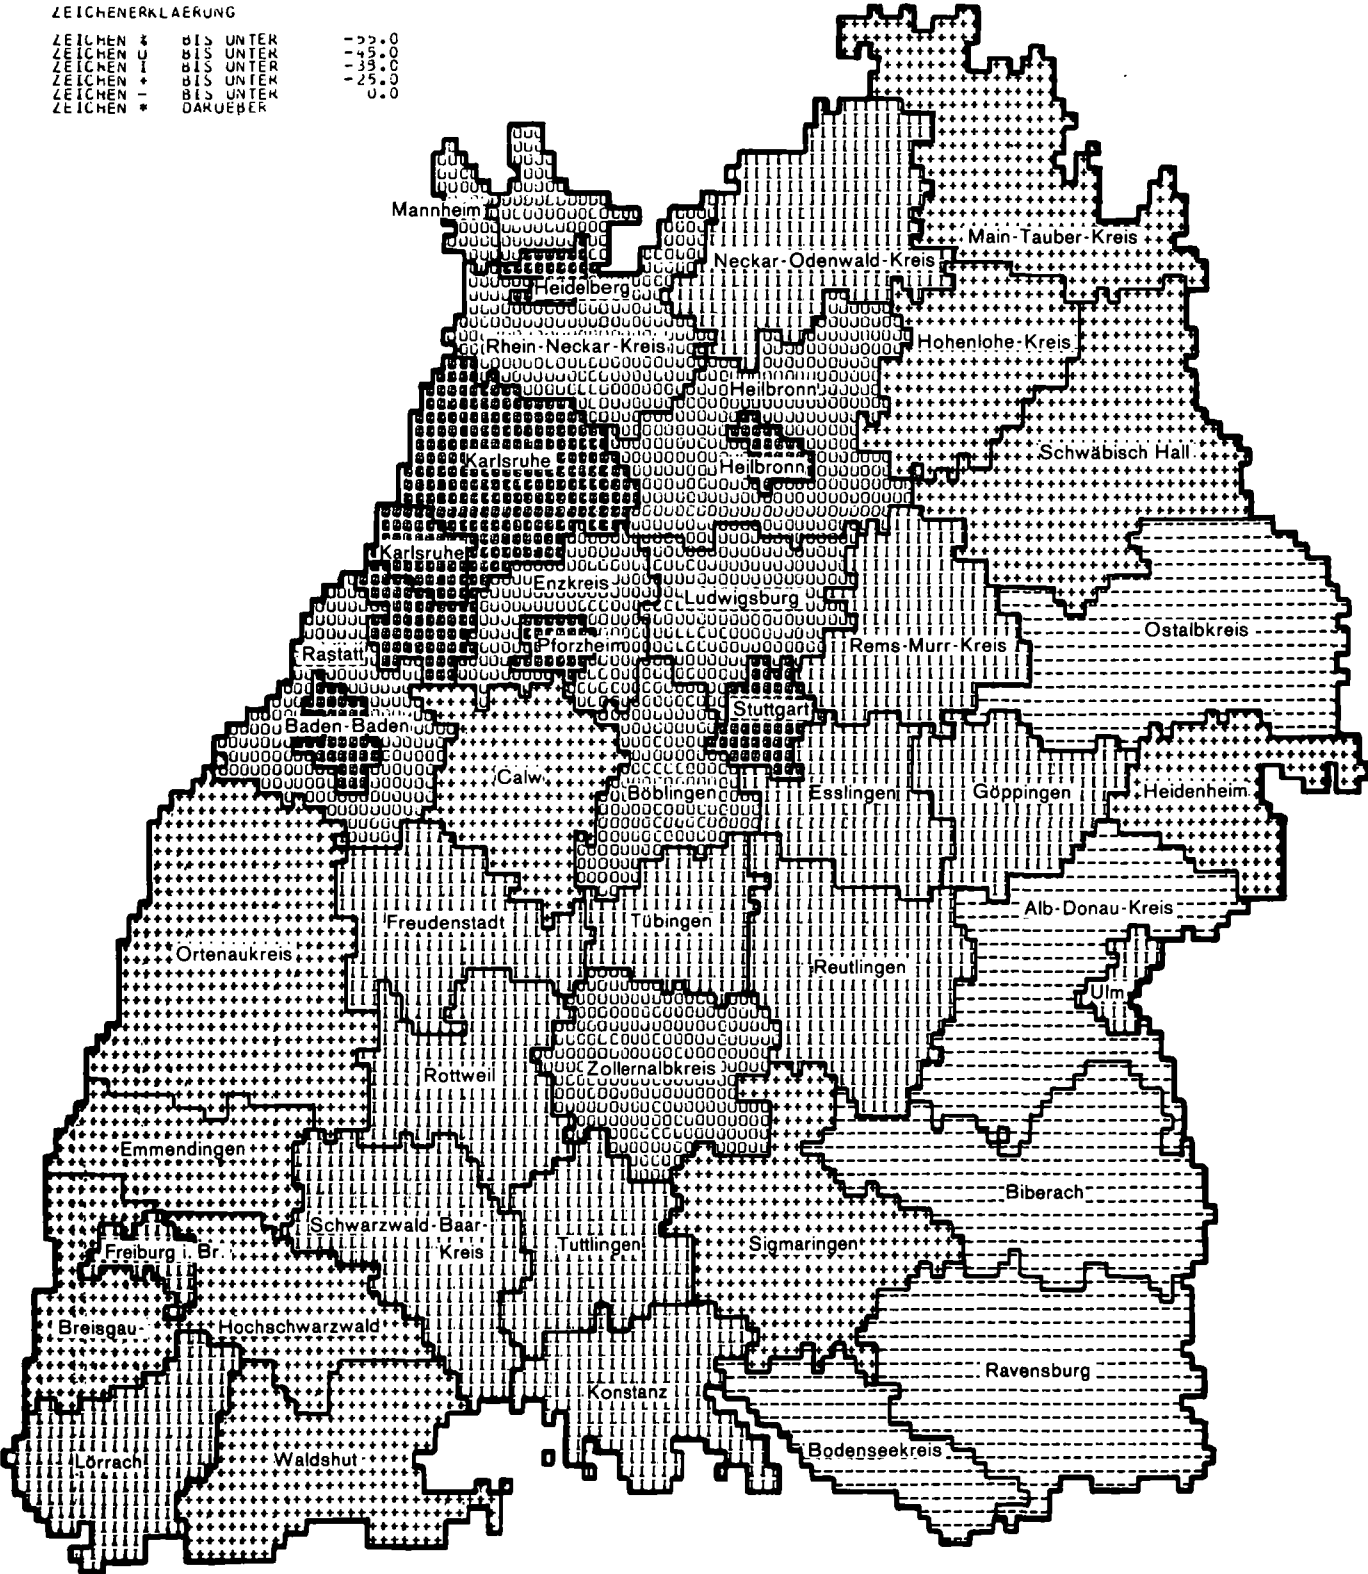 ZEICHENERKLAERUNG
ZEICHEN * BIS UNTER -55.0
ZEICHEN U BIS UNTER -45.0
ZEICHEN I BIS UNTER
ZEICHEN + BIS UNTER -25.0
ZEICHEN - BIS UNTER 0.0
ZEICHEN * DARUEBER
Mannheim
Main-Tauber-Kreis
Neckar-Odenwald-Kreis
Heidelberg
Hohenlohe-Kreis
Rhein-Neckar-Kreis
Heilbronn
Schwäbisch Hall
Karlsruhe
Heilbronn
Karlsruhe
Enzkreis
Ludwigsburg
Ostalbkreis
Pforzheim
Rems-Murr-Kreis
Rastatt
Stuttgart
Baden-Baden
Calw
Böblingen
Esslingen
Göppingen
Heidenheim
Alb-Donau-Kreis
Freudenstadt
Tübingen
Ortenaukreis
Reutlingen
Ulm
Zollernalbkreis
Rottweil
Emmendingen
Biberach
Schwarzwald-Baar-
Kreis
Tuttlingen
Sigmaringen
Freiburg i. Br.
Breisgau-
Hochschwarzwald
Ravensburg
Konstanz
Bodenseekreis
Lörrach
Waldshut